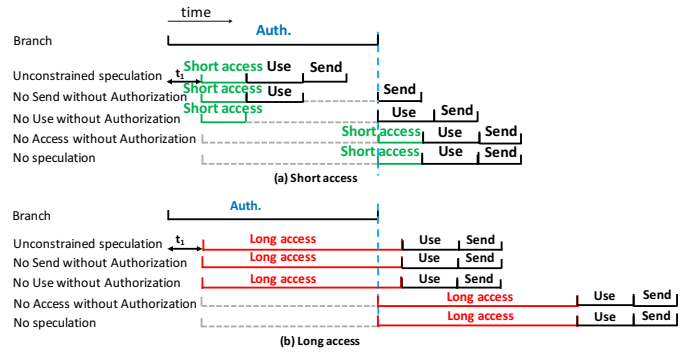 time
Branch Auth.
Short access Use Send
Unconstrained speculation t1
Short access Use Send
No Send without Authorization
Short access Use Send
No Use without Authorization
Short access Use Send
No Access without Authorization
Short access Use Send
No speculation
(a) Short access
Auth.
Branch
Unconstrained speculation t1 Long access Use Send
No Send without Authorization Long access Use Send
No Use without Authorization Long access Use Send
No Access without Authorization Long access Use Send
No speculation Long access Use Send
(b) Long access